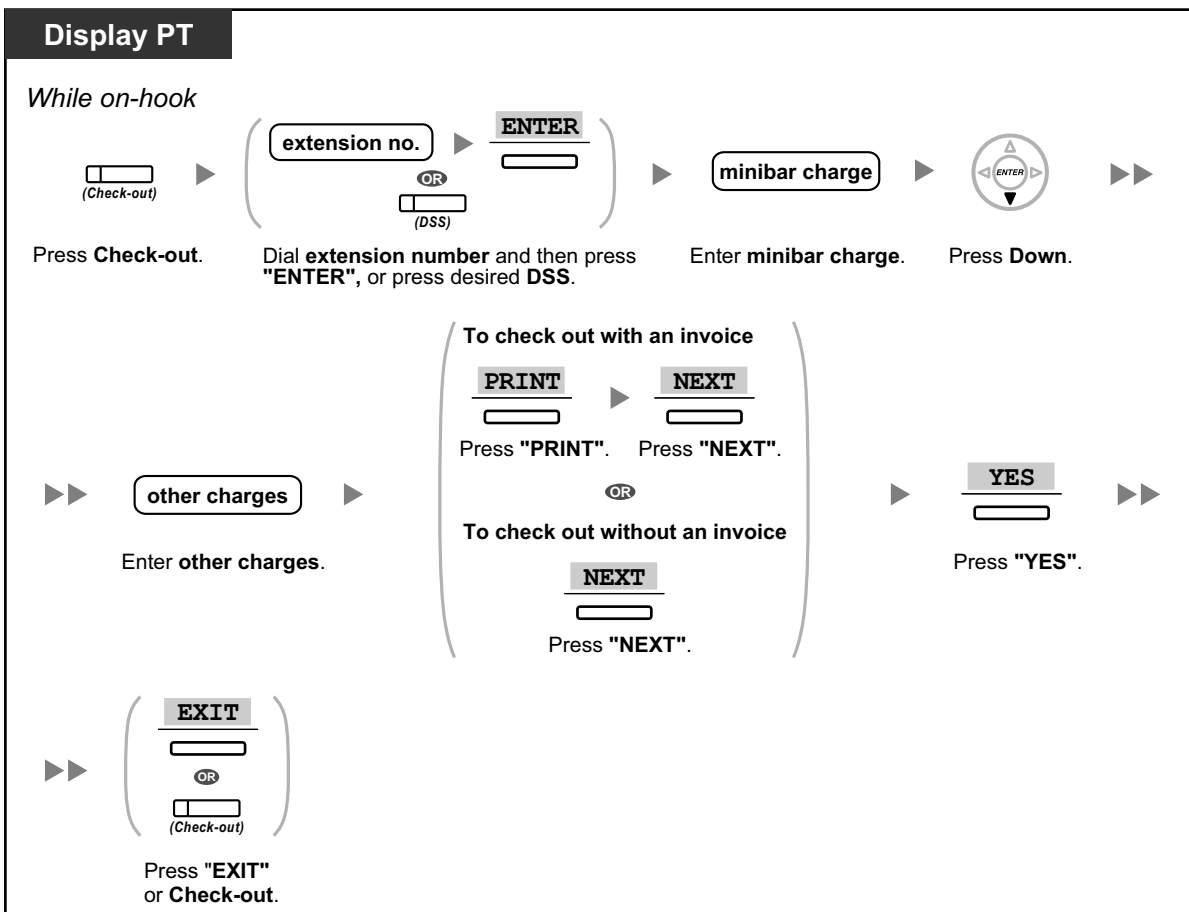 Display PT
While on-hook
(Check-out)
extension no.
ENTER
OR
(DSS)
minibar charge
ENTER
Press Check-out.
Dial extension number and then press
"ENTER", or press desired DSS.
Enter minibar charge.
Press Down.
other charges
Enter other charges.
To check out with an invoice
PRINT
NEXT
Press "PRINT".
Press "NEXT".
OR
To check out without an invoice
NEXT
Press "NEXT".
YES
Press "YES".
EXIT
OR
(Check-out)
Press "EXIT"
or Check-out.